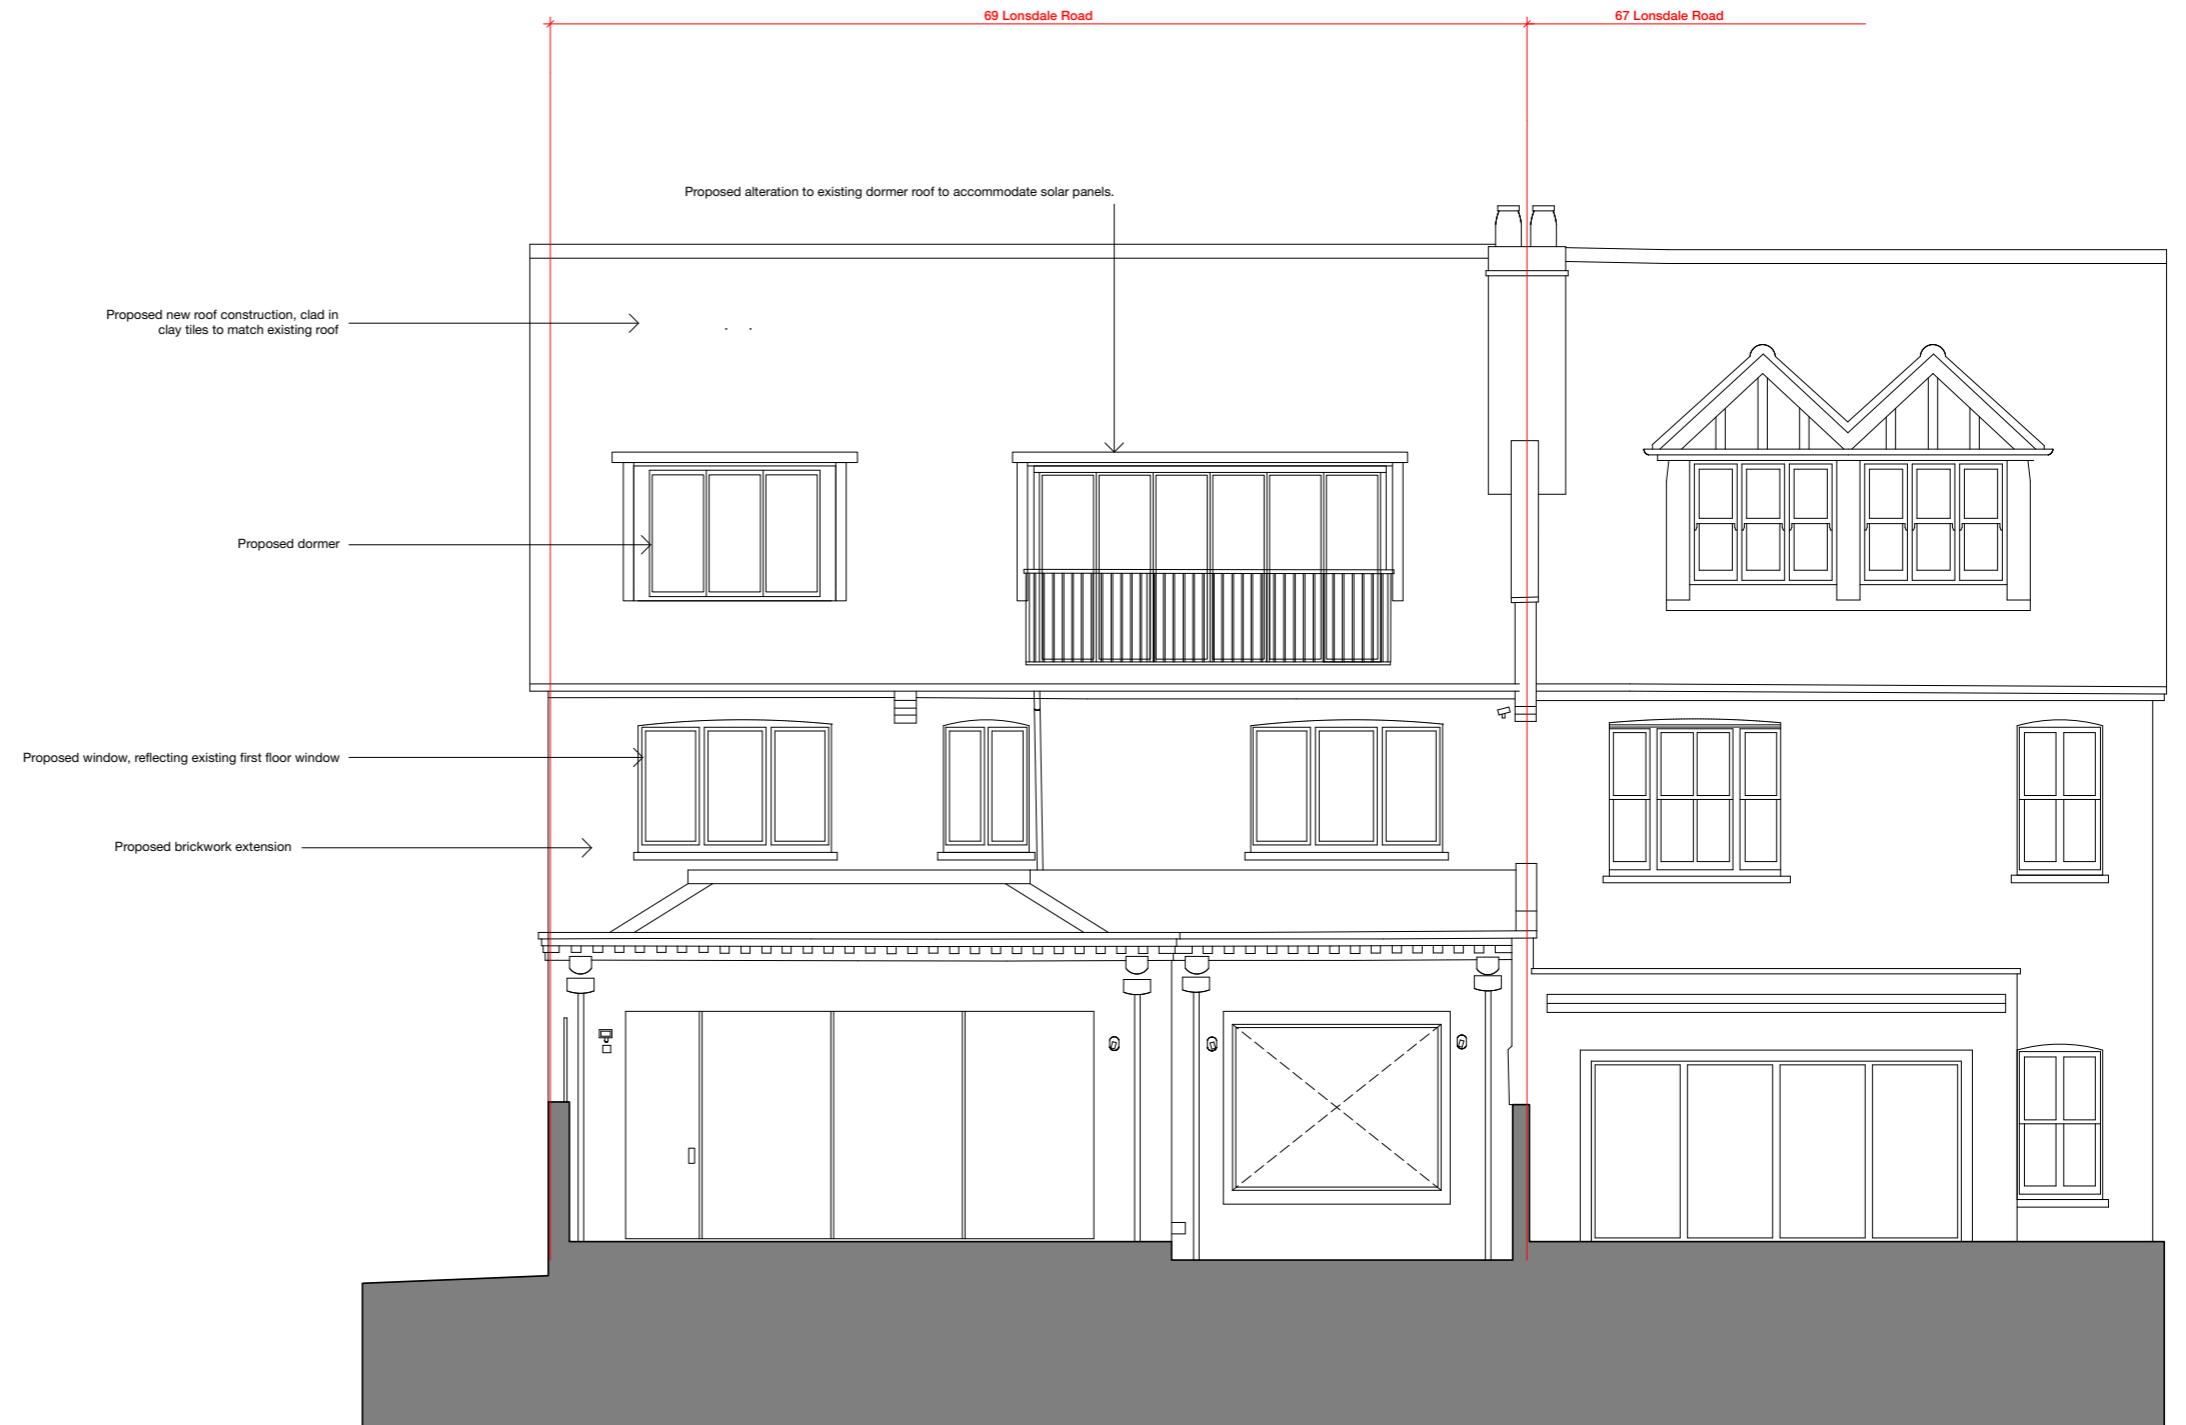 69 Lonsdale Road
67 Lonsdale Road
Proposed alteration to existing dormer roof to accommodate solar panels.
Proposed new roof construction, clad in
clay tiles to match existing roof
Proposed dormer
Proposed window, reflecting existing first floor window
Proposed brickwork extension